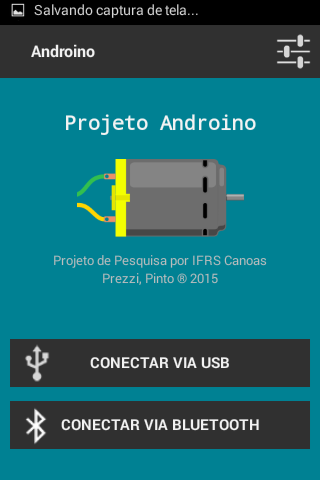 Salvando captura de tela...
Androino
Projeto Androino
Projeto de Pesquisa por IFRS Canoas
Prezzi, Pinto ® 2015
CONECTAR VIA USB
CONECTAR VIA BLUETOOTH